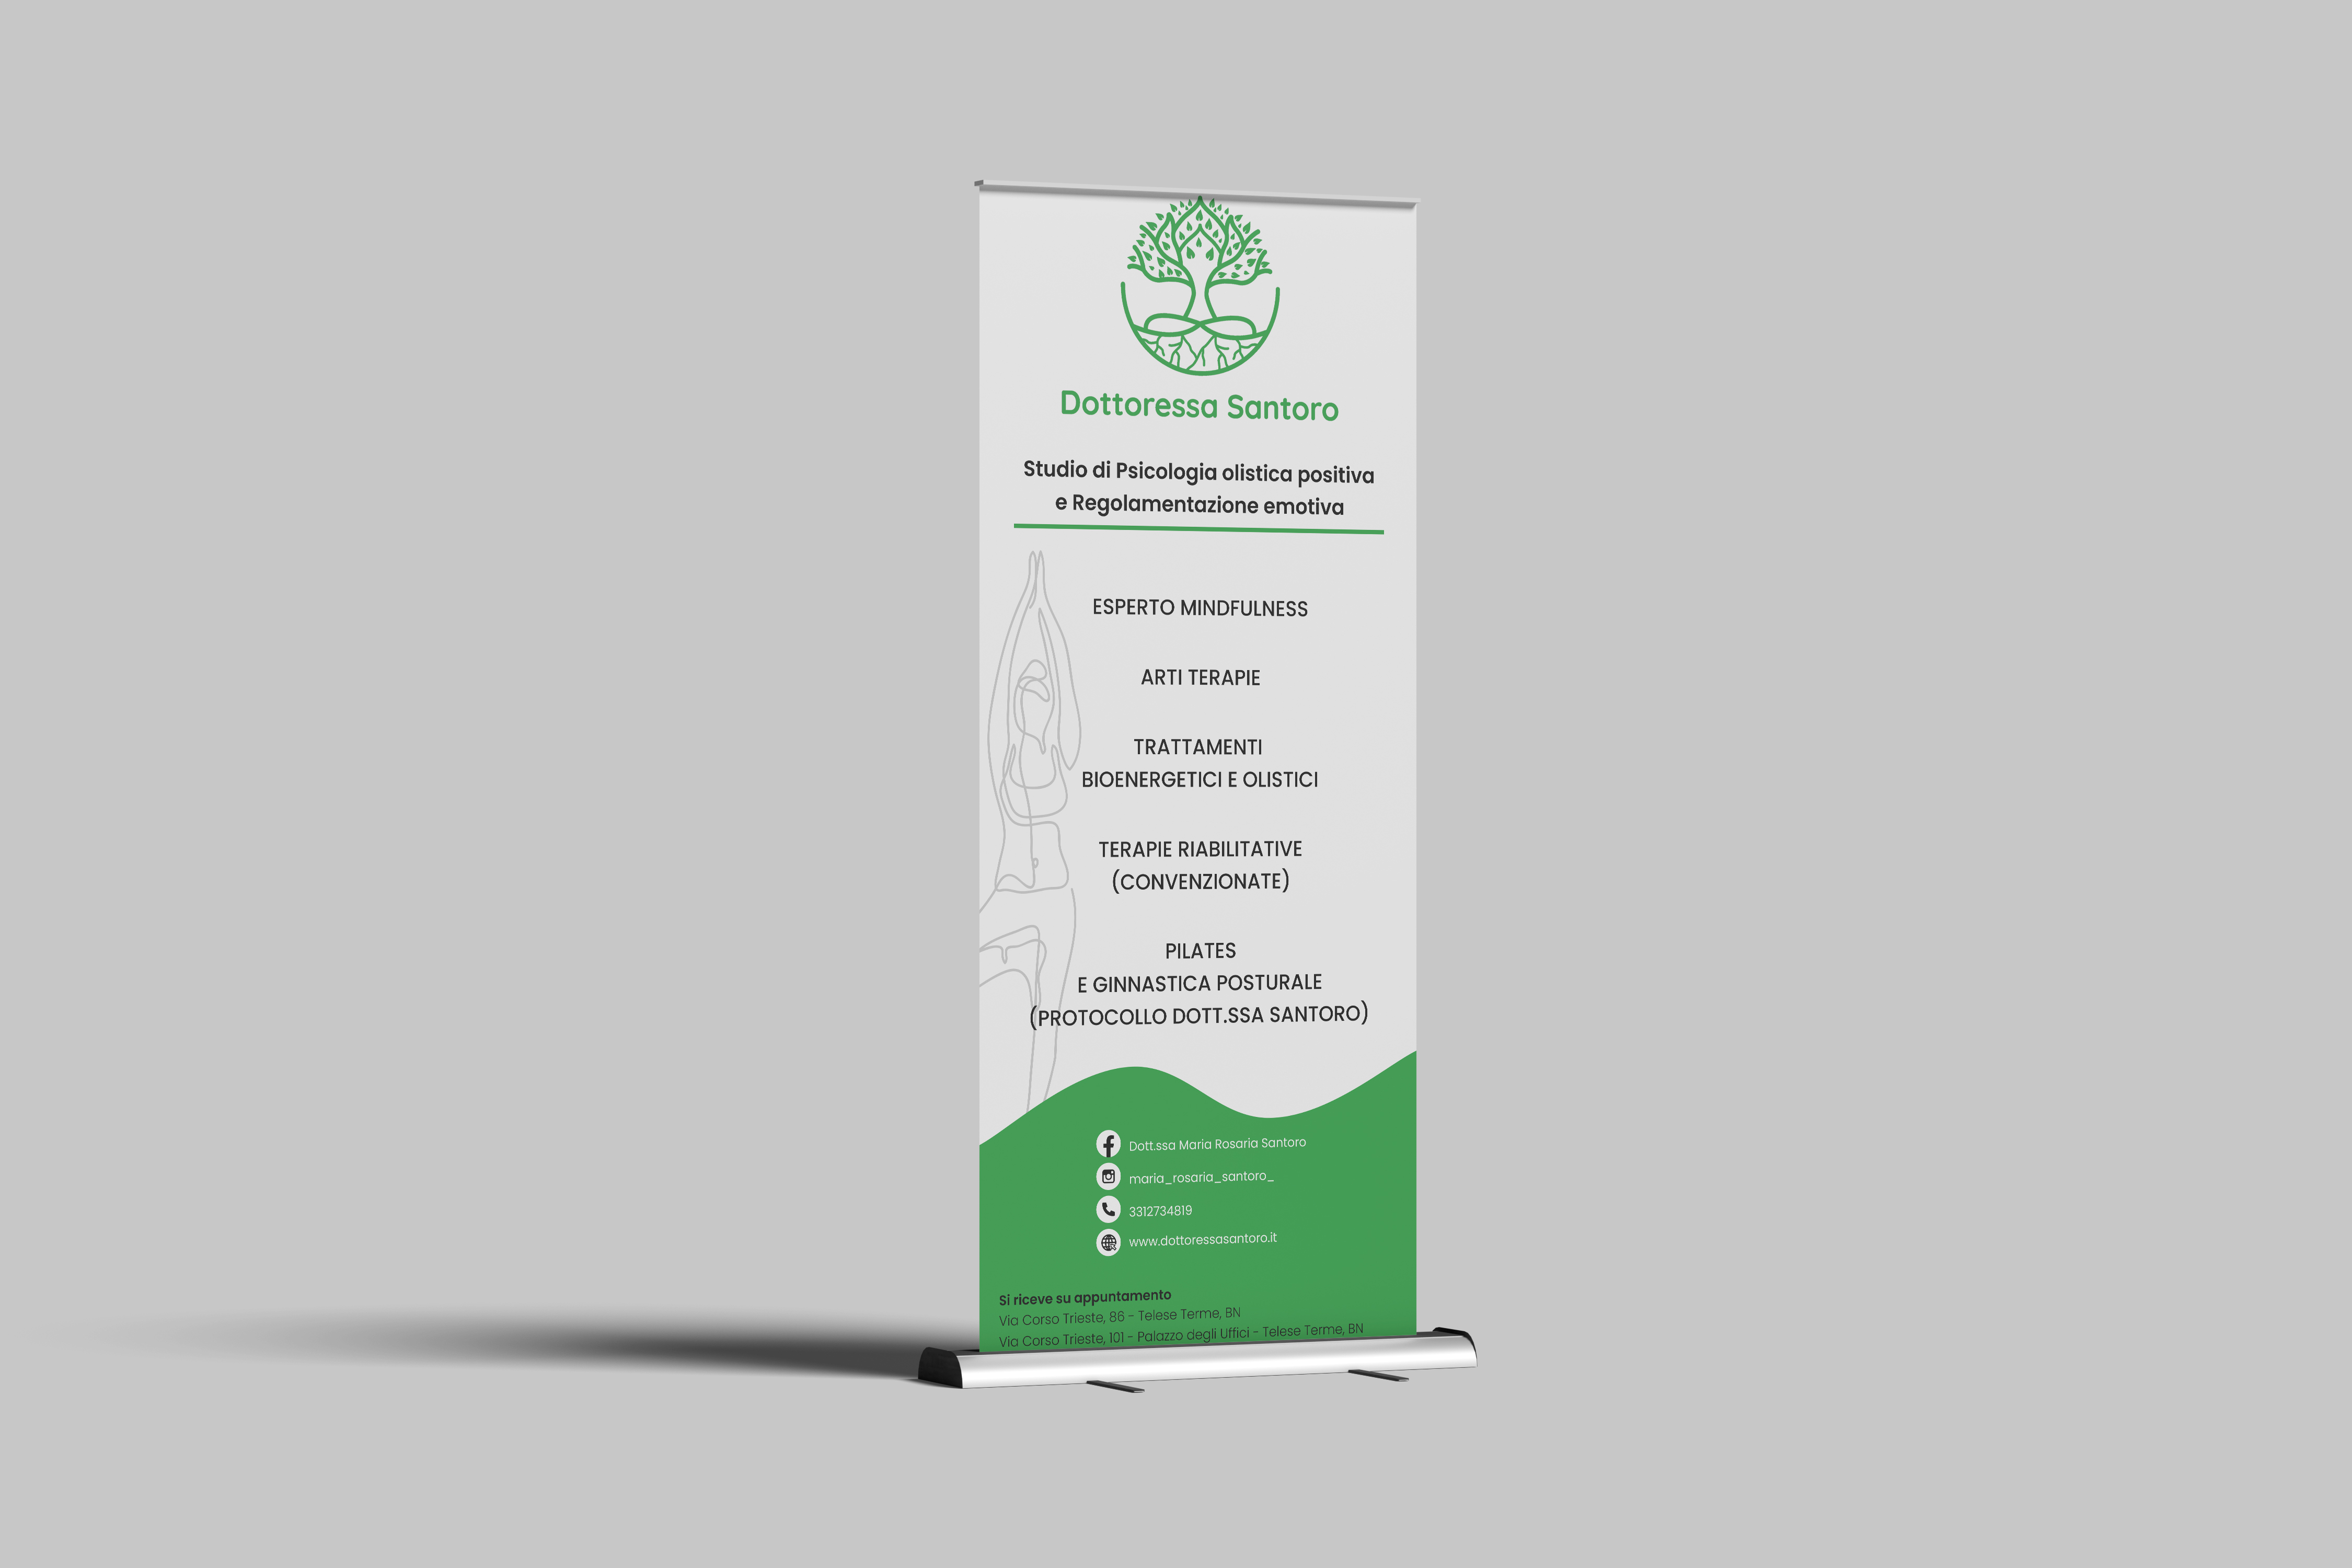 Dottoressa Santoro
Studio di Psicologia olistica positiva
e Regolamentazione emotiva
ESPERTO MINDFULNESS
ARTI TERAPIE
TRATTAMENTI
BIOENERGETICI E OLISTICI
TERAPIE RIABILITATIVE
(CONVENZIONATE)
PILATES
E GINNASTICA POSTURALE
(PROTOCOLLO DOTT.SSA SANTORO)
Dott.ssa Maria Rosaria Santoro
maria_rosaria_santoro_
3312734819
www.dottoressasantoro.it
Si riceve su appuntamento
Via Corso Trieste, 86 - Telese Terme, BN
Via Corso Trieste, 101 - Palazzo degli Uffici - Telese Terme, BN